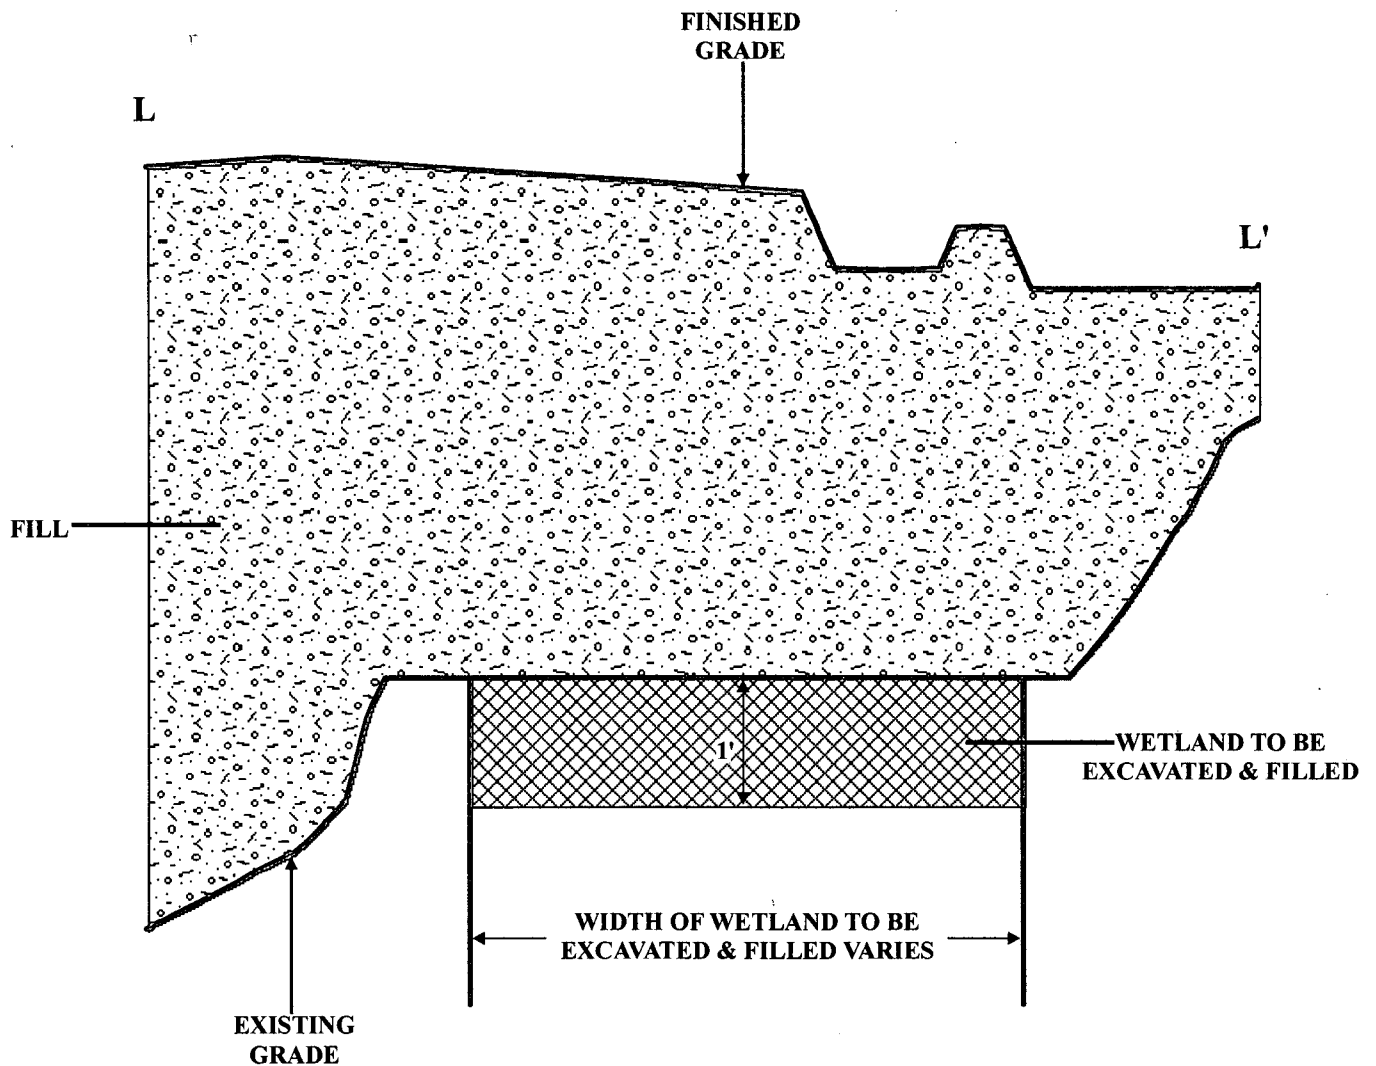 FINISHED
GRADE
L
L'
FILL
1'
WETLAND TO BE
EXCAVATED & FILLED
WIDTH OF WETLAND TO BE
EXCAVATED & FILLED VARIES
EXISTING
GRADE